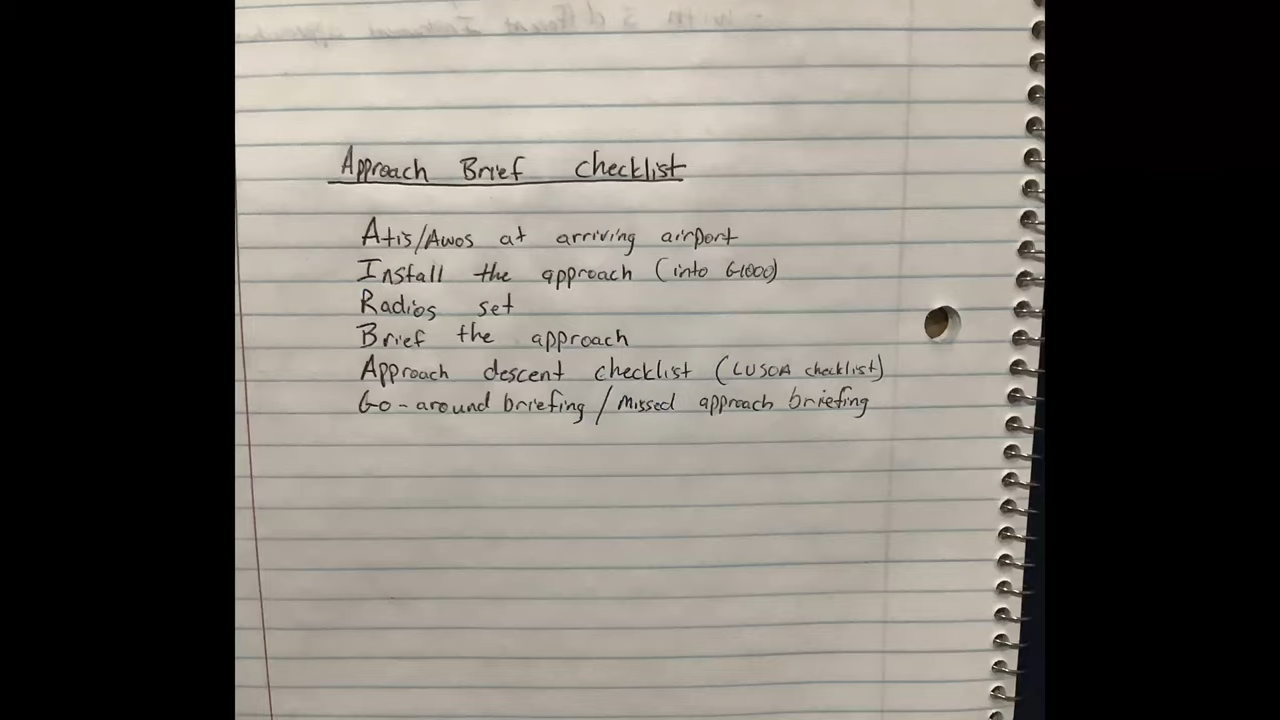 Approach Brief checklist
Atis/Awos at arriving airport
Install the approach (into G1000)
Radios set
Brief the approach
Approach descent checklist (LUSOA checklist)
Go-around briefing / Missed approach briefing